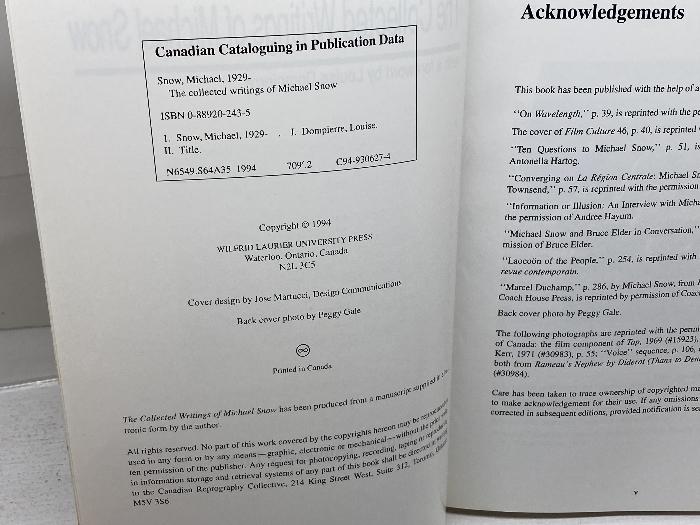 Canadian Cataloguing in Publication Data
Snow, Michael, 1929-
The collected writings of Michael Snow
ISBN 0-88920-243-5
1. Snow, Michael, 1929- . I. Dompierre, Louise.
II. Title.
N6549.S64A35 1994 709'.2 C94-930627-4
Copyright © 1994
WILFRID LAURIER UNIVERSITY PRESS
Waterloo, Ontario, Canada
N2L 3C5
Cover design by Jose Martucci, Design Communications
Back cover photo by Peggy Gale
Printed in Canada
The Collected Writings of Michael Snow has been produced from a manuscript supplied in
tronic form by the author.
All rights reserved. No part of this work covered by the copyrights hereon may be reproduced
used in any form or by any means—graphic, electronic or mechanical—without the prior
ten permission of the publisher. Any request for photocopying, recording, taping or
in information storage and retrieval systems of any part of this book shall be directed in
to the Canadian Reprography Collective, 214 King Street West, Suite 312, Toronto,
M5V 3S6
Acknowledgements
This book has been published with the help of a
"On Wavelength," p. 39, is reprinted with the pe
The cover of Film Culture 46, p. 40, is reprinted
"Ten Questions to Michael Snow," p. 51, is
Antonella Hartog.
"Converging on La Région Centrale: Michael Sn
Townsend," p. 57, is reprinted with the permission
"Information or Illusion: An Interview with Micha
the permission of Andree Hayum.
"Michael Snow and Bruce Elder in Conversation,"
mission of Bruce Elder.
"Laocoön of the People," p. 254, is reprinted with
revue contemporain.
"Marcel Duchamp," p. 286, by Michael Snow, from
Coach House Press, is reprinted by permission of Coac
Back cover photo by Peggy Gale.
The following photographs are reprinted with the permi
of Canada: the film component of Tap, 1969 (#15923),
Kerr, 1971 (#30983), p. 55; "Voice" sequence, p. 106,
both from Rameau's Nephew by Diderot (Thanx to Den
(#30984).
Care has been taken to trace ownership of copyrighted ma
to make acknowledgement for their use. If any omissions
corrected in subsequent editions, provided notification is se
v